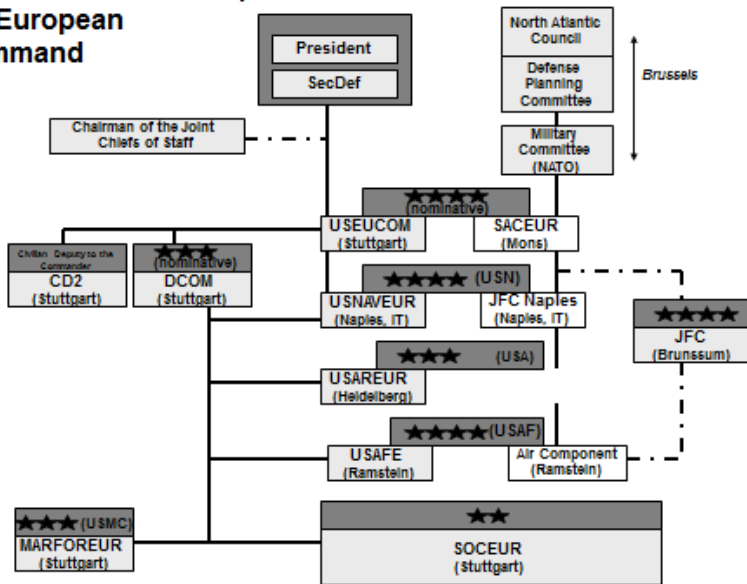 European
mmand
President
SecDef
North Atlantic
Council
Defense
Planning
Committee
Brussels
Chairman of the Joint
Chiefs of Staff
Military
Committee
(NATO)
(nominative)
USEUCOM
(Stuttgart)
SACEUR
(Mons)
Civilian Deputy to the
Commander
CD2
(Stuttgart)
(nominative)
DCOM
(Stuttgart)
(USN)
USNAVEUR
(Naples, IT)
JFC Naples
(Naples, IT)
JFC
(Brunssum)
(USA)
USAREUR
(Heidelberg)
(USAF)
USAFE
(Ramstein)
Air Component
(Ramstein)
(USMC)
MARFOREUR
(Stuttgart)
SOCEUR
(Stuttgart)